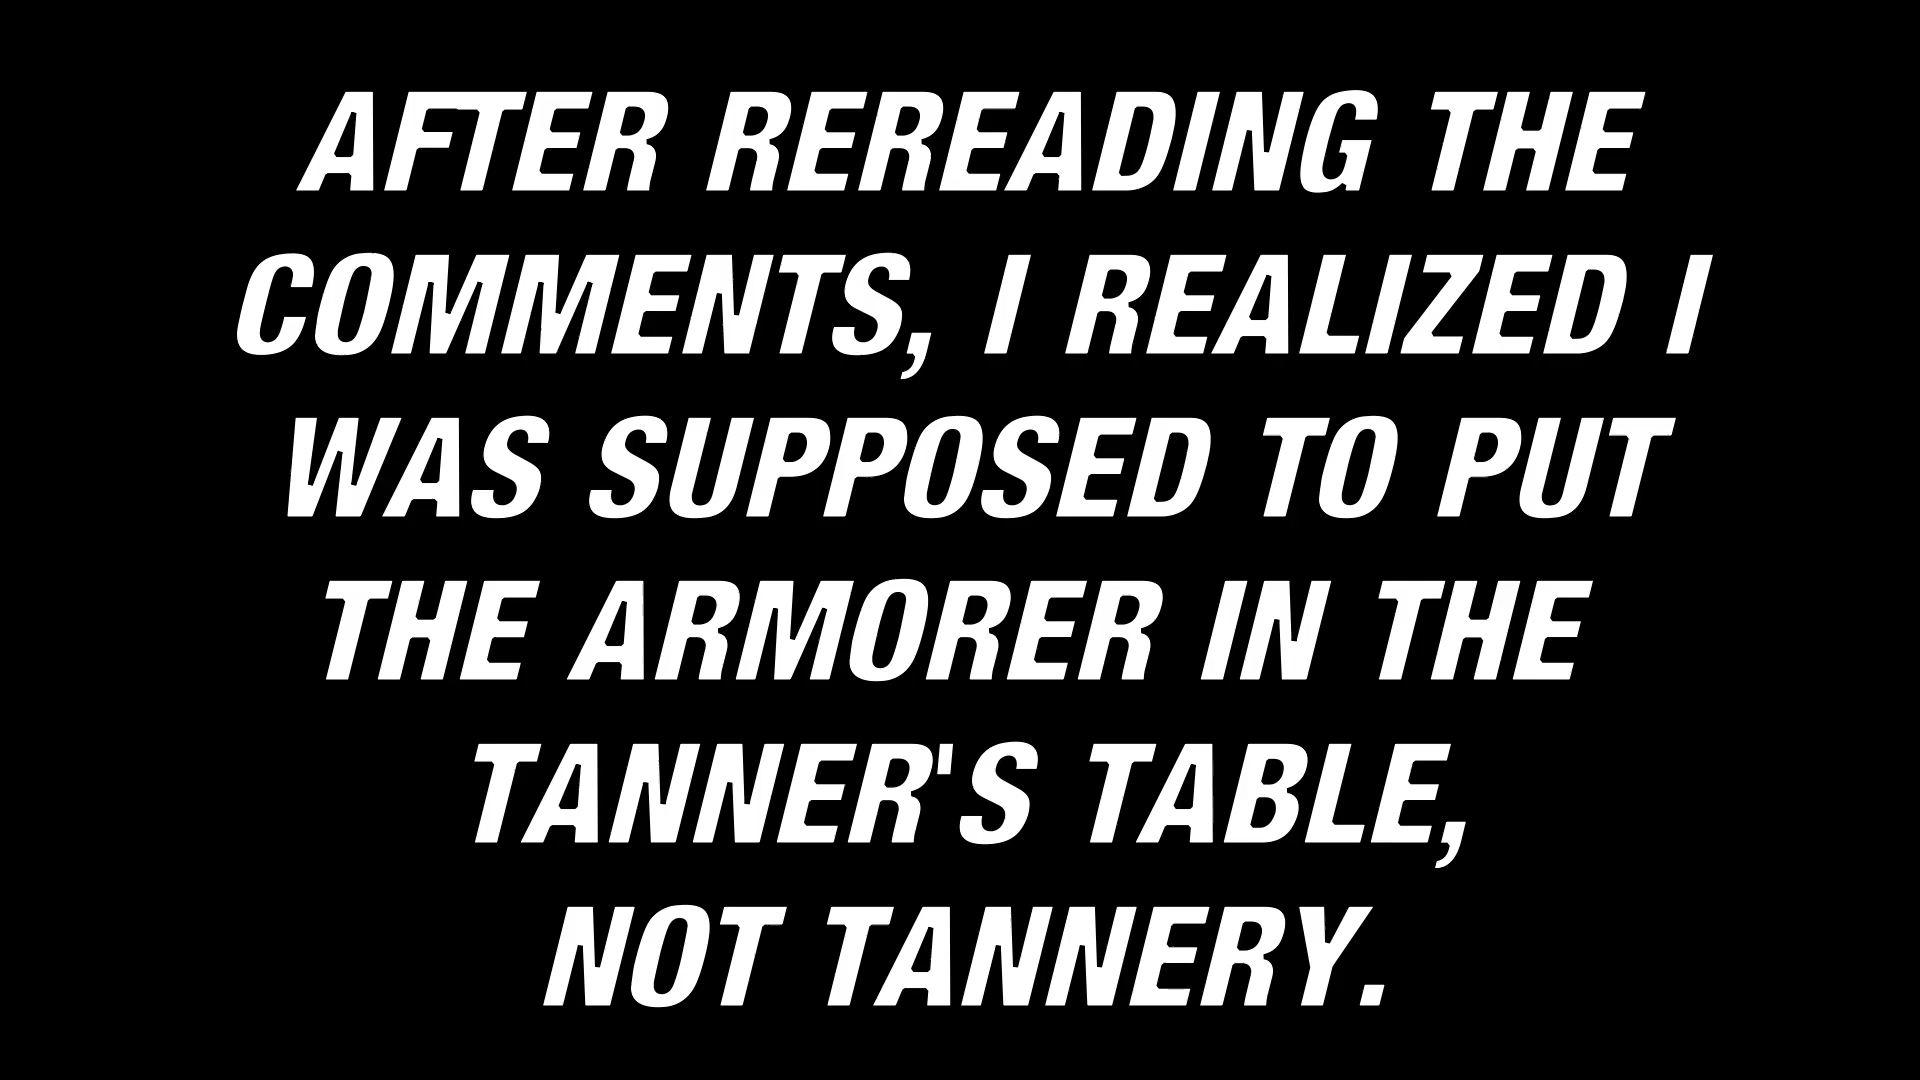 AFTER REREADING THE
COMMENTS, I REALIZED I
WAS SUPPOSED TO PUT
THE ARMORER IN THE
TANNER'S TABLE,
NOT TANNERY.